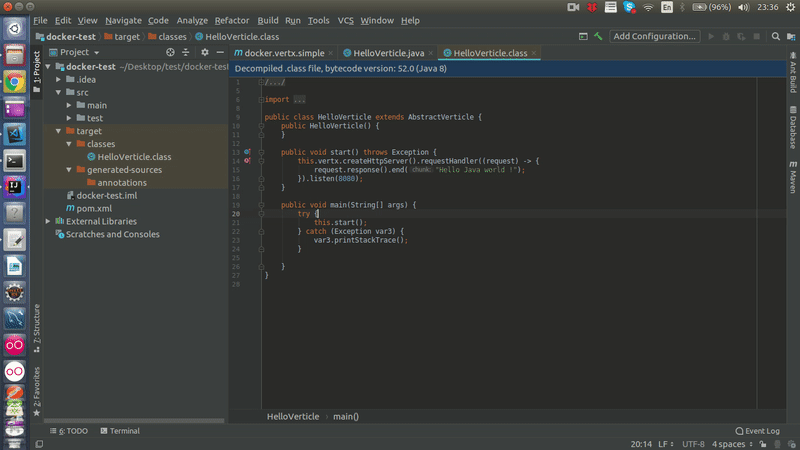 En
(96%)
23:36
File Edit View Navigate Code Analyze Refactor Build Run Tools VCS Window Help
docker-test target classes HelloVerticle.class
Add Configuration...
1: Project
Project
docker.vertx.simple
HelloVerticle.java
HelloVerticle.class
docker-test ~/Desktop/test/docker-test
.idea
src
main
test
target
classes
HelloVerticle.class
generated-sources
annotations
docker-test.iml
pom.xml
External Libraries
Scratches and Consoles
Decompiled .class file, bytecode version: 52.0 (Java 8)
1 /.../
5
6 import ...
8
9 public class HelloVerticle extends AbstractVerticle {
10 public HelloVerticle() {
11 }
12
13 public void start() throws Exception {
14 this.vertx.createHttpServer().requestHandler((request) -> {
15 request.response().end( chunk: "Hello Java world !");
16 }).listen(8080);
17 }
18
19 public void main(String[] args) {
20 try {
21 this.start();
22 } catch (Exception var3) {
23 var3.printStackTrace();
24 }
26 }
27 }
28
HelloVerticle main()
Ant Build
Database
Maven
7: Structure
2: Favorites
6: TODO
Terminal
Event Log
20:14 LF UTF-8 4 spaces